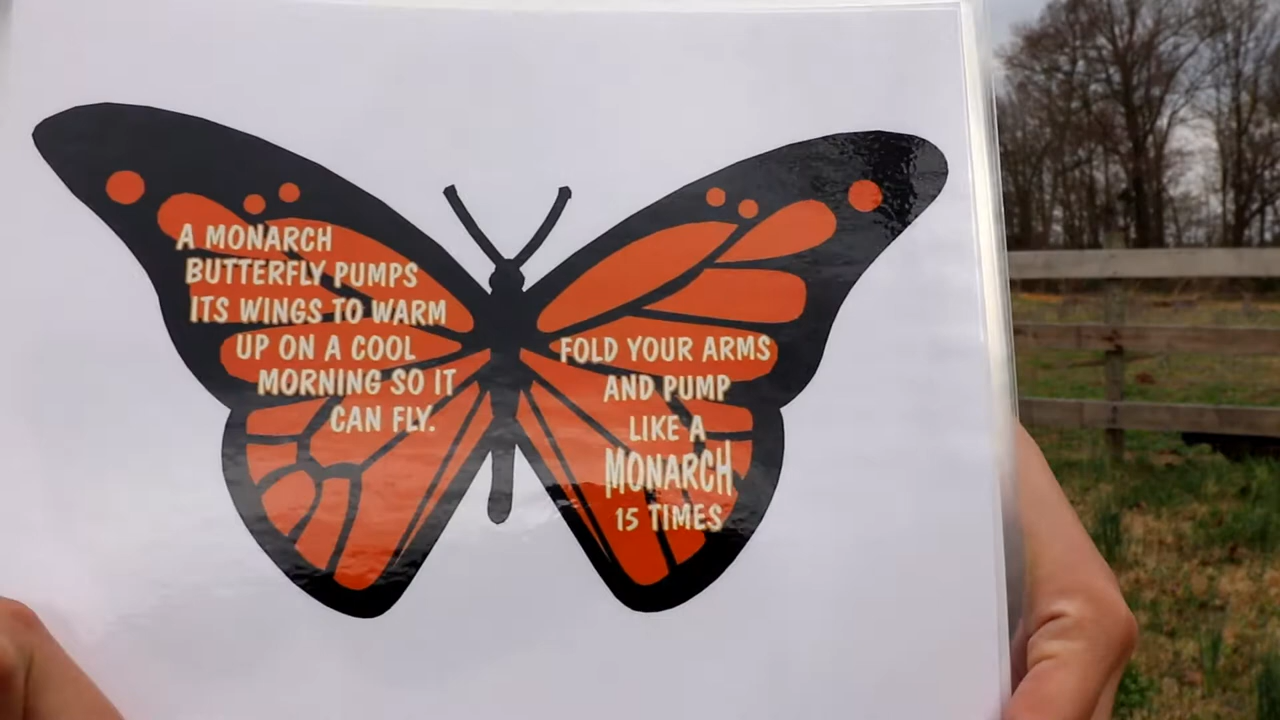 A MONARCH
BUTTERFLY PUMPS
ITS WINGS TO WARM
UP ON A COOL
MORNING SO IT
CAN FLY.
FOLD YOUR ARMS
AND PUMP
LIKE A
MONARCH
15 TIMES